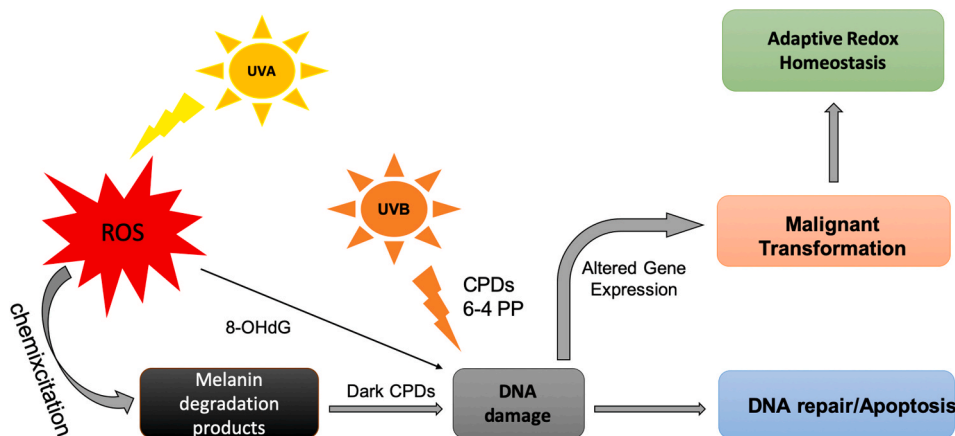 UVA
Adaptive Redox
Homeostasis
ROS
UVB
Malignant
Transformation
CPDs
6-4 PP
Altered Gene
Expression
8-OHdG
chemixcitation
Melanin
degradation
products
Dark CPDs
DNA
damage
DNA repair/Apoptosis